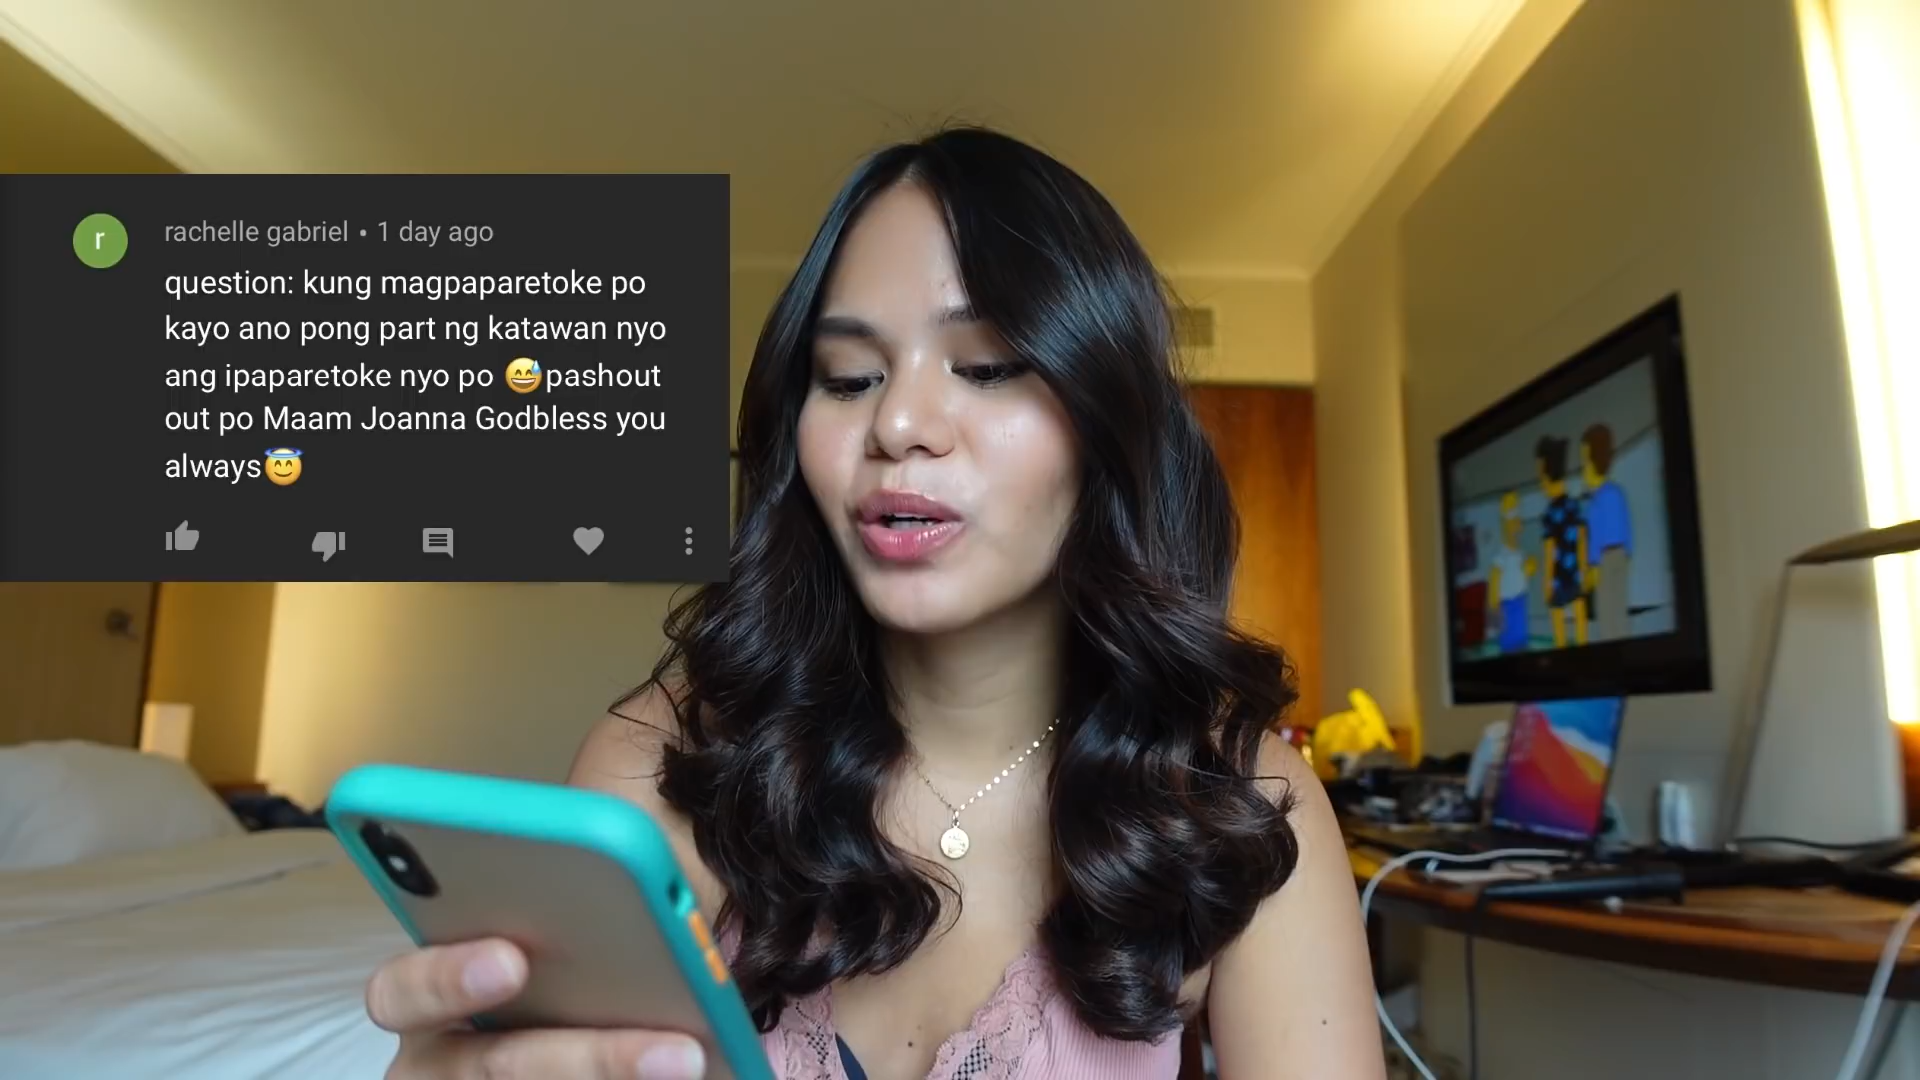 r
rachelle gabriel • 1 day ago
question: kung magpaparetoke po
kayo ano pong part ng katawan nyo
ang ipaparetoke nyo po 😅pashout
out po Maam Joanna Godbless you
always😇